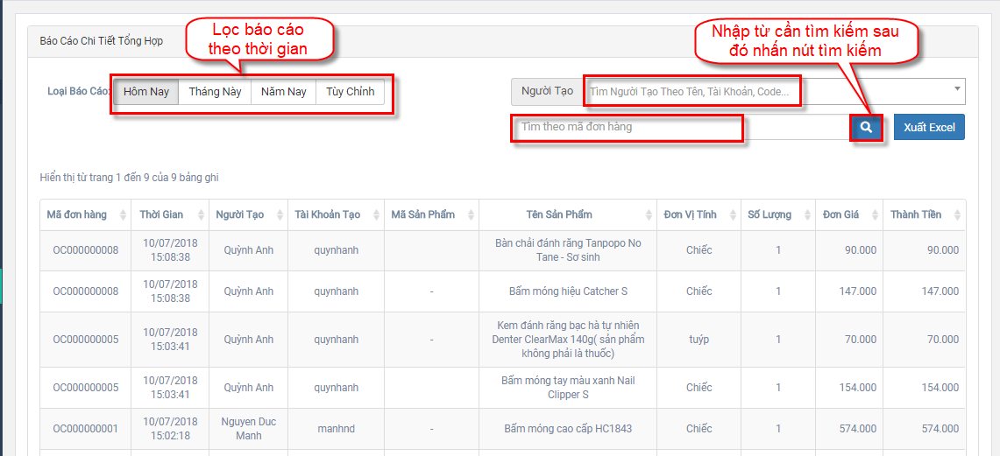 Lọc báo cáo
theo thời gian
Nhập từ cần tìm kiếm sau
đó nhấn nút tìm kiếm
Báo Cáo Chi Tiết Tổng Hợp
Loại Báo Cáo: Hôm Nay Tháng Này Năm Nay Tùy Chỉnh
Người Tạo Tìm Người Tạo Theo Tên, Tài Khoản, Code...
Tìm theo mã đơn hàng Xuất Excel
Hiển thị từ trang 1 đến 9 của 9 bảng ghi
Mã đơn hàng Thời Gian Người Tạo Tài Khoản Tạo Mã Sản Phẩm Tên Sản Phẩm Đơn Vị Tính Số Lượng Đơn Giá Thành Tiền
OC000000008 10/07/2018 15:08:38 Quỳnh Anh quynhanh Bàn chải đánh răng Tanpopo No Tane - Sơ sinh Chiếc 1 90.000 90.000
OC000000008 10/07/2018 15:08:38 Quỳnh Anh quynhanh - Bấm móng hiệu Catcher S Chiếc 1 147.000 147.000
OC000000005 10/07/2018 15:03:41 Quỳnh Anh quynhanh - Kem đánh răng bạc hà tự nhiên Denter ClearMax 140g( sản phẩm không phải là thuốc) tuýp 1 70.000 70.000
OC000000005 10/07/2018 15:03:41 Quỳnh Anh quynhanh Bấm móng tay màu xanh Nail Clipper S Chiếc 1 154.000 154.000
OC000000001 10/07/2018 15:02:18 Nguyen Duc Manh manhnd - Bấm móng cao cấp HC1843 Chiếc 1 574.000 574.000